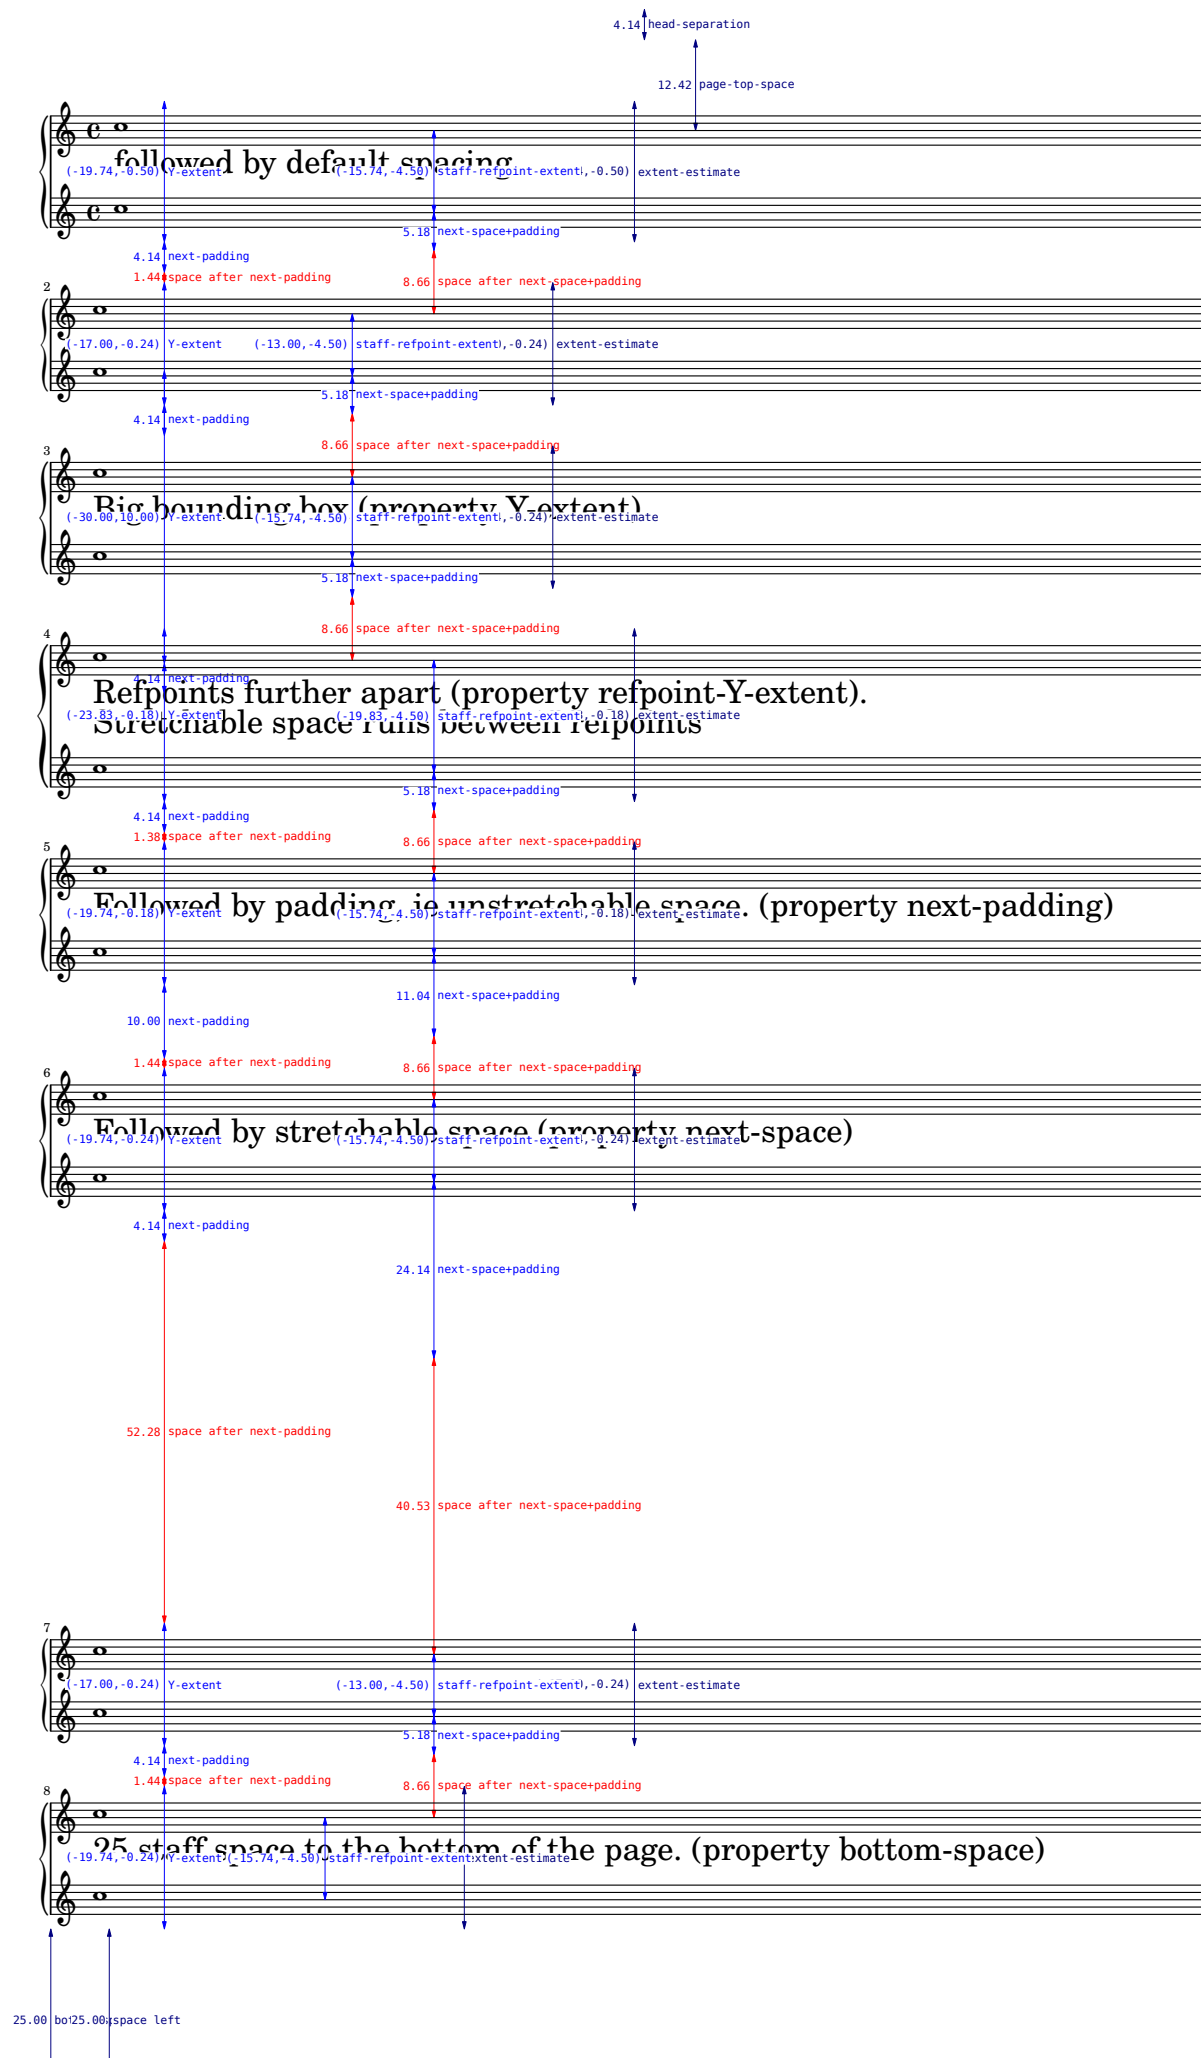 4.14 head-separation
12.42 page-top-space
followed by default spacing
(-19.74,-0.50) Y-extent (-15.74,-4.50) staff-refpoint-extent ,-0.50) extent-estimate
5.18 next-space+padding
4.14 next-padding
1.44 space after next-padding
8.66 space after next-space+padding
2
(-17.00,-0.24) Y-extent (-13.00,-4.50) staff-refpoint-extent ,-0.24) extent-estimate
5.18 next-space+padding
4.14 next-padding
8.66 space after next-space+padding
3
Big bounding box (property Y-extent)
(-30.00,10.00) Y-extent (-15.74,-4.50) staff-refpoint-extent ,-0.24) extent-estimate
5.18 next-space+padding
8.66 space after next-space+padding
4
4.14 next-padding
Refpoints further apart (property refpoint-Y-extent).
(-23.83,-0.18) Y-extent (-19.83,-4.50) staff-refpoint-extent ,-0.18) extent-estimate
Stretchable space runs between refpoints
5.18 next-space+padding
4.14 next-padding
1.38 space after next-padding
8.66 space after next-space+padding
5
Followed by padding, ie unstretchable space. (property next-padding)
(-19.74,-0.18) Y-extent (-15.74,-4.50) staff-refpoint-extent ,-0.18) extent-estimate
11.04 next-space+padding
10.00 next-padding
1.44 space after next-padding
8.66 space after next-space+padding
6
Followed by stretchable space (property next-space)
(-19.74,-0.24) Y-extent (-15.74,-4.50) staff-refpoint-extent ,-0.24) extent-estimate
4.14 next-padding
24.14 next-space+padding
52.28 space after next-padding
40.53 space after next-space+padding
7
(-17.00,-0.24) Y-extent (-13.00,-4.50) staff-refpoint-extent ,-0.24) extent-estimate
5.18 next-space+padding
4.14 next-padding
1.44 space after next-padding
8.66 space after next-space+padding
8
25 staff space to the bottom of the page. (property bottom-space)
(-19.74,-0.24) Y-extent (-15.74,-4.50) staff-refpoint-extent extent-estimate
25.00 25.00 space left